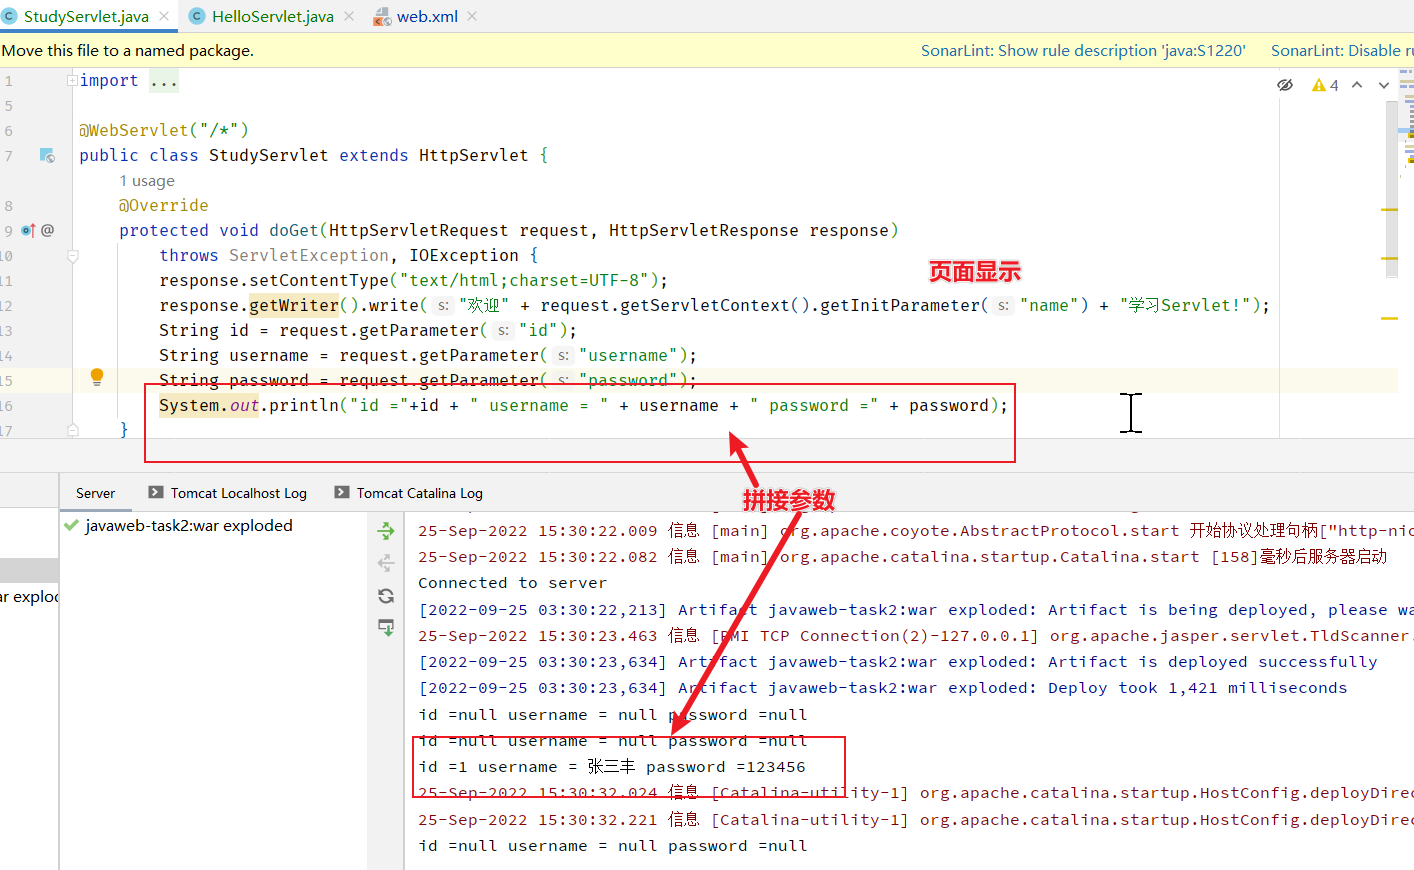 StudyServlet.java HelloServlet.java web.xml
Move this file to a named package. SonarLint: Show rule description 'java:S1220' SonarLint: Disable
1 import ... 4
5
6 @WebServlet("/*")
7 public class StudyServlet extends HttpServlet {
1 usage
8 @Override
9 @ protected void doGet(HttpServletRequest request, HttpServletResponse response)
10 throws ServletException, IOException {
11 response.setContentType("text/html;charset=UTF-8");
页面显示
12 response.getWriter().write( s: "欢迎" + request.getServletContext().getInitParameter( s: "name") + "学习Servlet!");
13 String id = request.getParameter( s: "id");
14 String username = request.getParameter( s: "username");
15 String password = request.getParameter( s: "password");
16 System.out.println("id ="+id + " username = " + username + " password =" + password);
17 }
Server Tomcat Localhost Log Tomcat Catalina Log
拼接参数
javaweb-task2:war exploded
25-Sep-2022 15:30:22.009 信息 [main] org.apache.coyote.AbstractProtocol.start 开始协议处理句柄["http-nio
25-Sep-2022 15:30:22.082 信息 [main] org.apache.catalina.startup.Catalina.start [158]毫秒后服务器启动
Connected to server
[2022-09-25 03:30:22,213] Artifact javaweb-task2:war exploded: Artifact is being deployed, please wa
25-Sep-2022 15:30:23.463 信息 [RMI TCP Connection(2)-127.0.0.1] org.apache.jasper.servlet.TldScanner.
[2022-09-25 03:30:23,634] Artifact javaweb-task2:war exploded: Artifact is deployed successfully
[2022-09-25 03:30:23,634] Artifact javaweb-task2:war exploded: Deploy took 1,421 milliseconds
id =null username = null password =null
id =null username = null password =null
id =1 username = 张三丰 password =123456
25-Sep-2022 15:30:32.024 信息 [Catalina-utility-1] org.apache.catalina.startup.HostConfig.deployDirec
25-Sep-2022 15:30:32.221 信息 [Catalina-utility-1] org.apache.catalina.startup.HostConfig.deployDirec
id =null username = null password =null